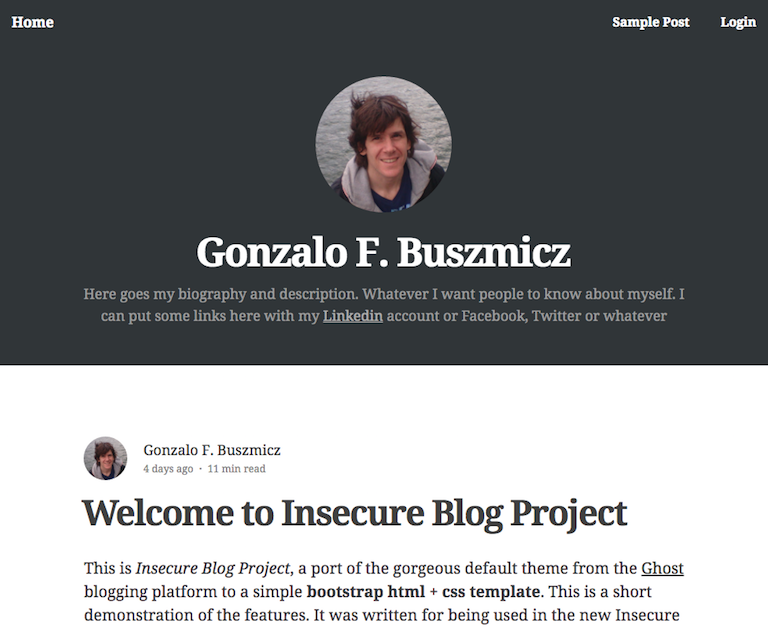 Home
Sample Post
Login
Gonzalo F. Buszmicz
Here goes my biography and description. Whatever I want people to know about myself. I
can put some links here with my Linkedin account or Facebook, Twitter or whatever
Gonzalo F. Buszmicz
4 days ago · 11 min read
Welcome to Insecure Blog Project
This is Insecure Blog Project, a port of the gorgeous default theme from the Ghost
blogging platform to a simple bootstrap html + css template. This is a short
demonstration of the features. It was written for being used in the new Insecure